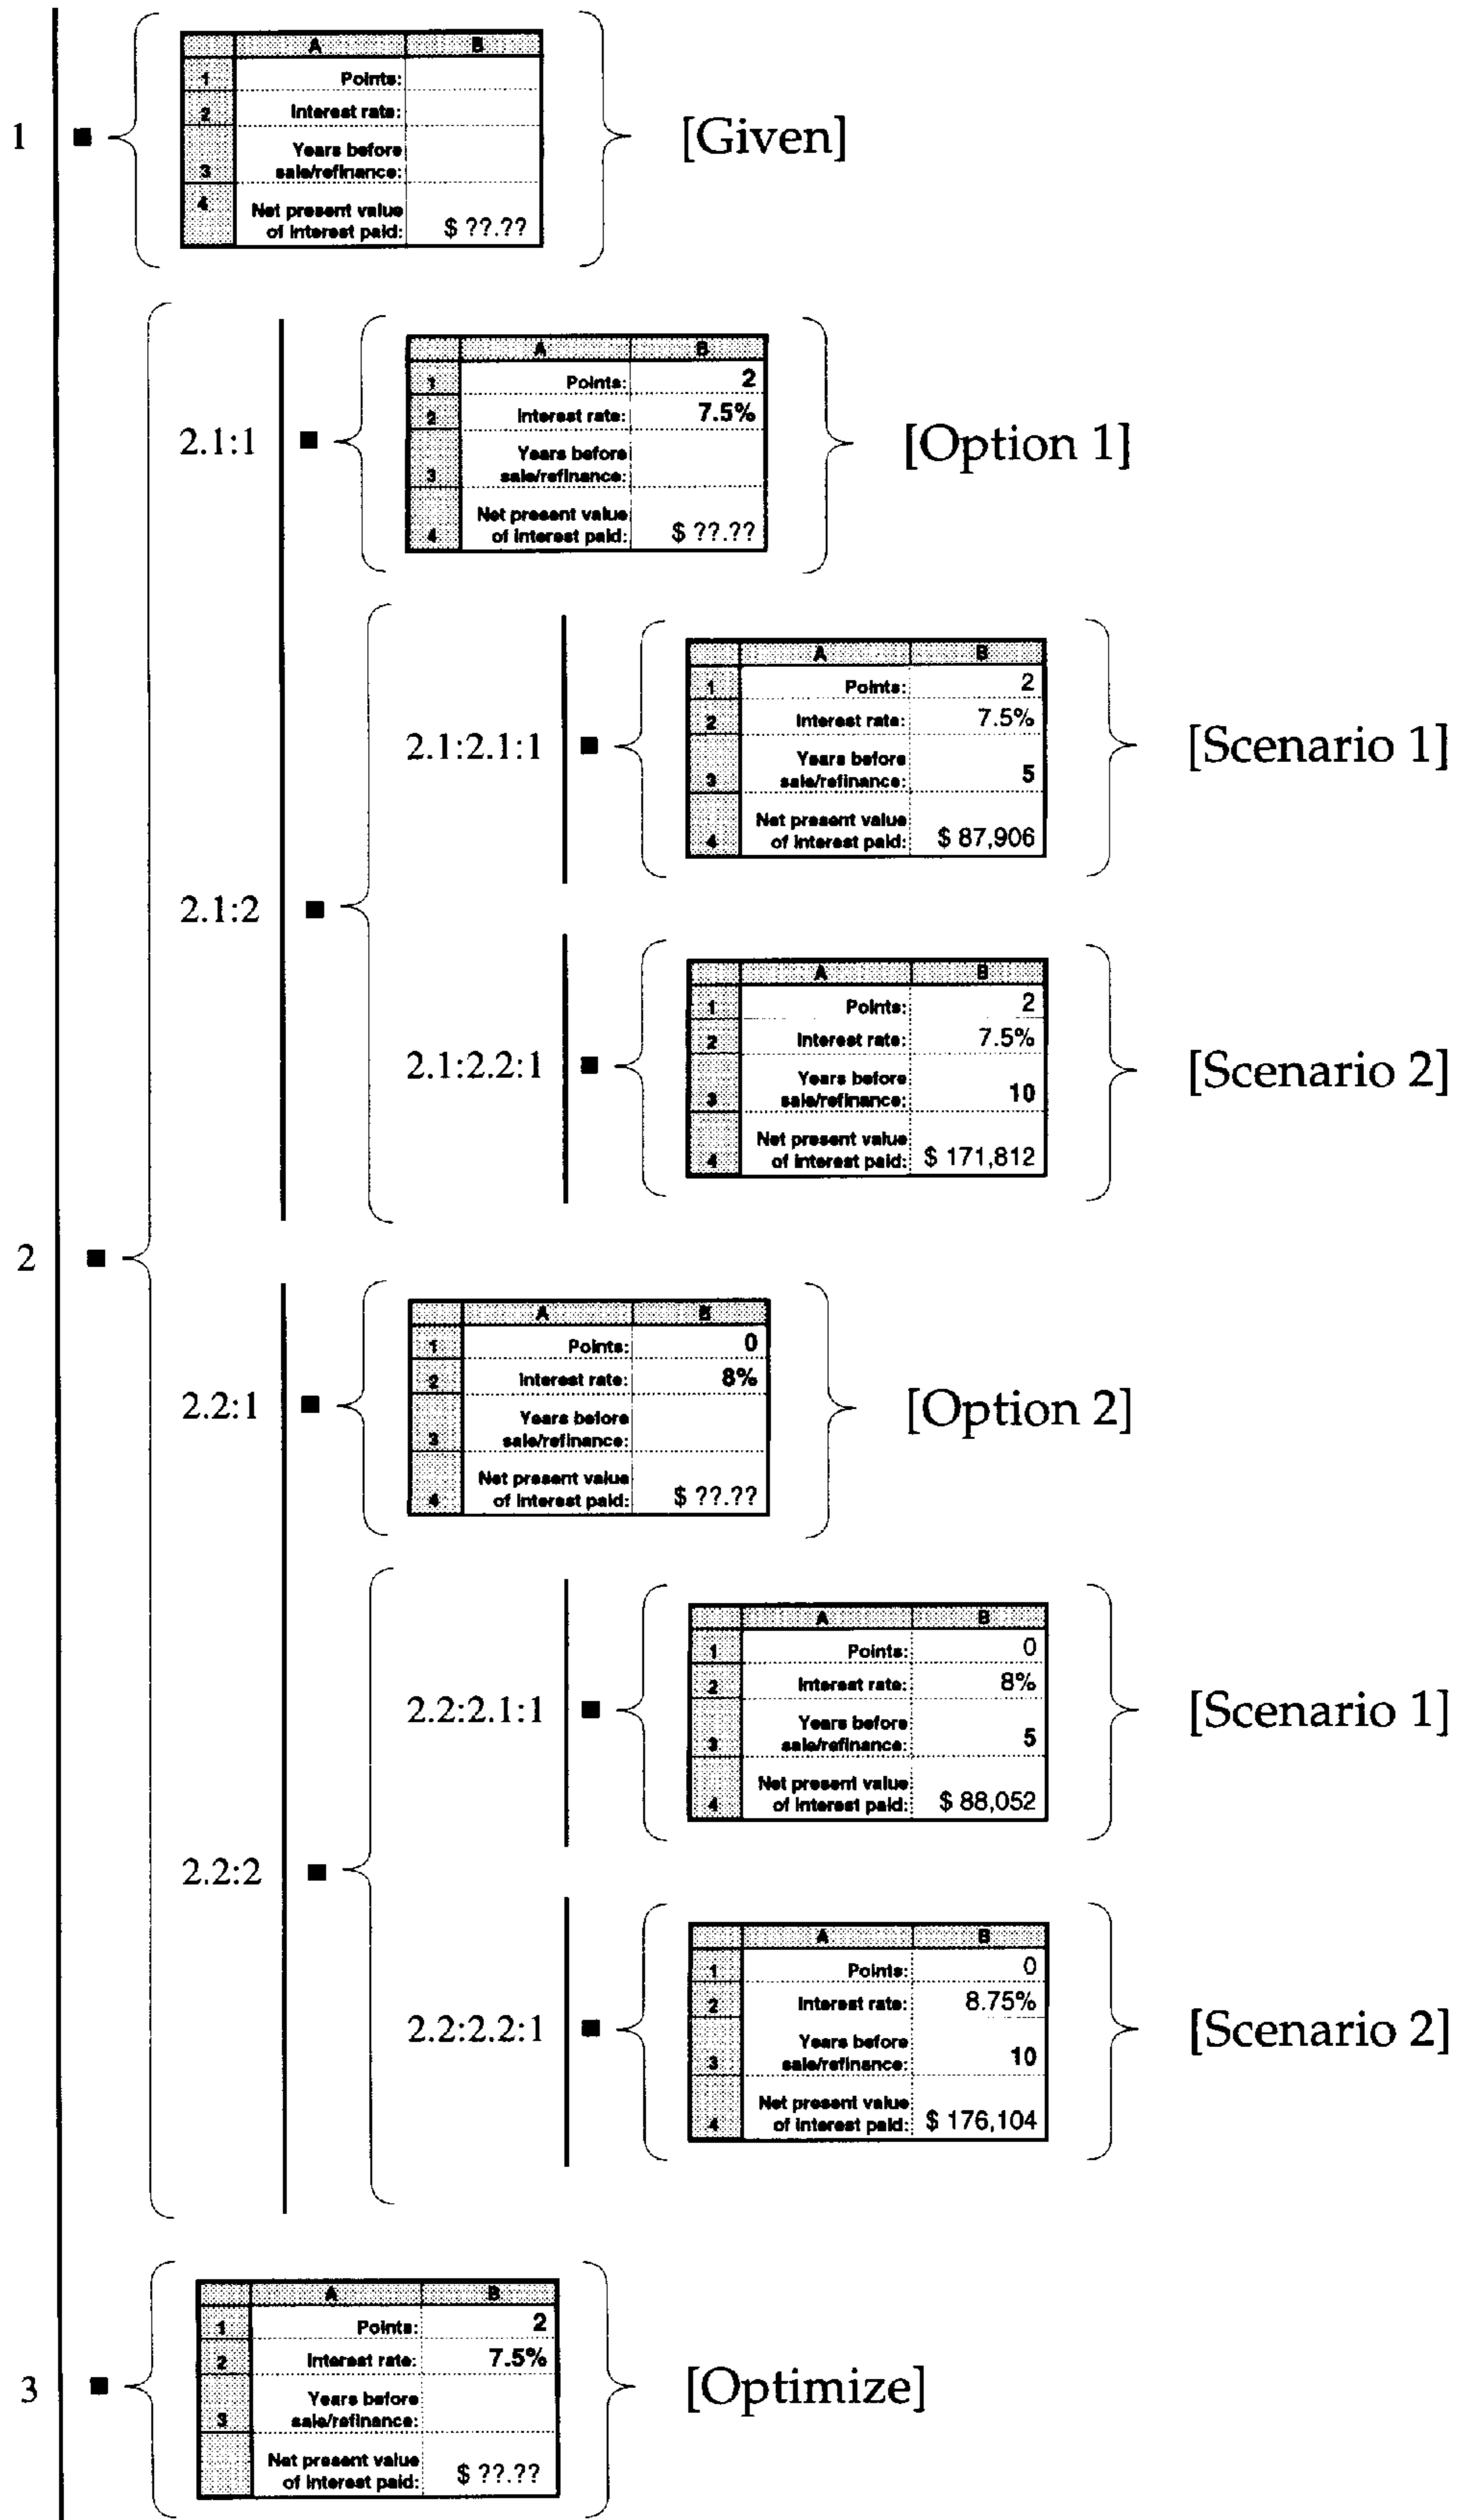 A B
1 Points:
2 Interest rate:
Years before
3 sale/refinance:
4
Net present value
of interest paid: $ ??.??
1
[Given]
A B
1 Points: 2
2 Interest rate: 7.5%
Years before
3 sale/refinance:
Net present value
4 of interest paid: $ ??.??
2.1:1
[Option 1]
A B
1 Points: 2
2 Interest rate: 7.5%
Years before
3 sale/refinance: 5
Net present value
4 of interest paid: $ 87,906
2.1:2.1:1
[Scenario 1]
2.1:2
A B
1 Points: 2
2 Interest rate: 7.5%
Years before
3 sale/refinance: 10
Net present value
4 of interest paid: $ 171,812
2.1:2.2:1
[Scenario 2]
2
A B
1 Points: 0
2 Interest rate: 8%
Years before
3 sale/refinance:
Net present value
4 of interest paid: $ ??.??
2.2:1
[Option 2]
A B
1 Points: 0
2 Interest rate: 8%
Years before
3 sale/refinance: 5
Net present value
4 of interest paid: $ 88,052
2.2:2.1:1
[Scenario 1]
2.2:2
A B
1 Points: 0
2 Interest rate: 8.75%
Years before
3 sale/refinance: 10
Net present value
4 of interest paid: $ 176,104
2.2:2.2:1
[Scenario 2]
A B
1 Points: 2
2 Interest rate: 7.5%
Years before
3 sale/refinance:
Net present value
of interest paid: $ ??.??
3
[Optimize]